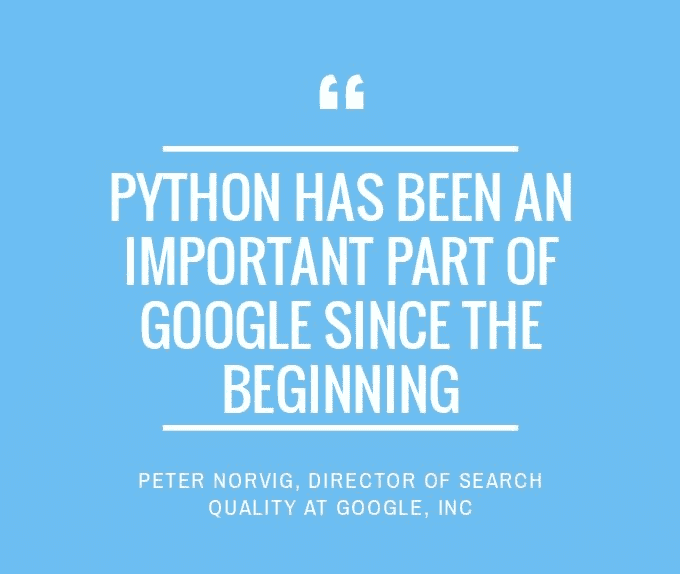 “
PYTHON HAS BEEN AN
IMPORTANT PART OF
GOOGLE SINCE THE
BEGINNING
PETER NORVIG, DIRECTOR OF SEARCH
QUALITY AT GOOGLE, INC